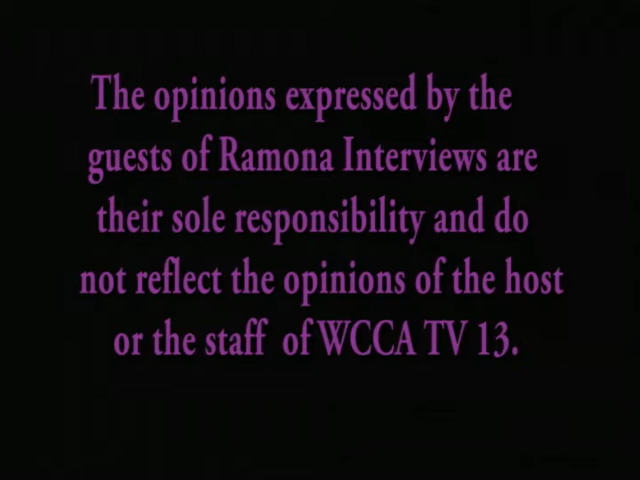 The opinions expressed by the
guests of Ramona Interviews are
their sole responsibility and do
not reflect the opinions of the host
or the staff of WCCA TV 13.